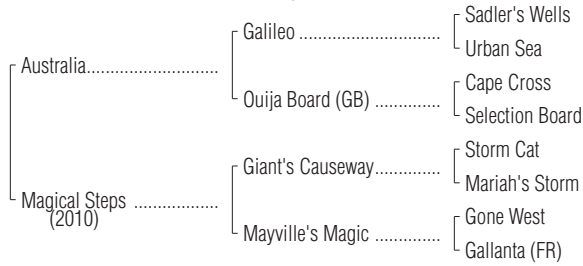 Sadler's Wells
Galileo ........................
Urban Sea
Australia......................
Cape Cross
Ouija Board (GB) ...........
Selection Board
Storm Cat
Giant's Causeway...........
Mariah's Storm
Magical Steps ..............
(2010)
Gone West
Mayville's Magic ...........
Gallanta (FR)